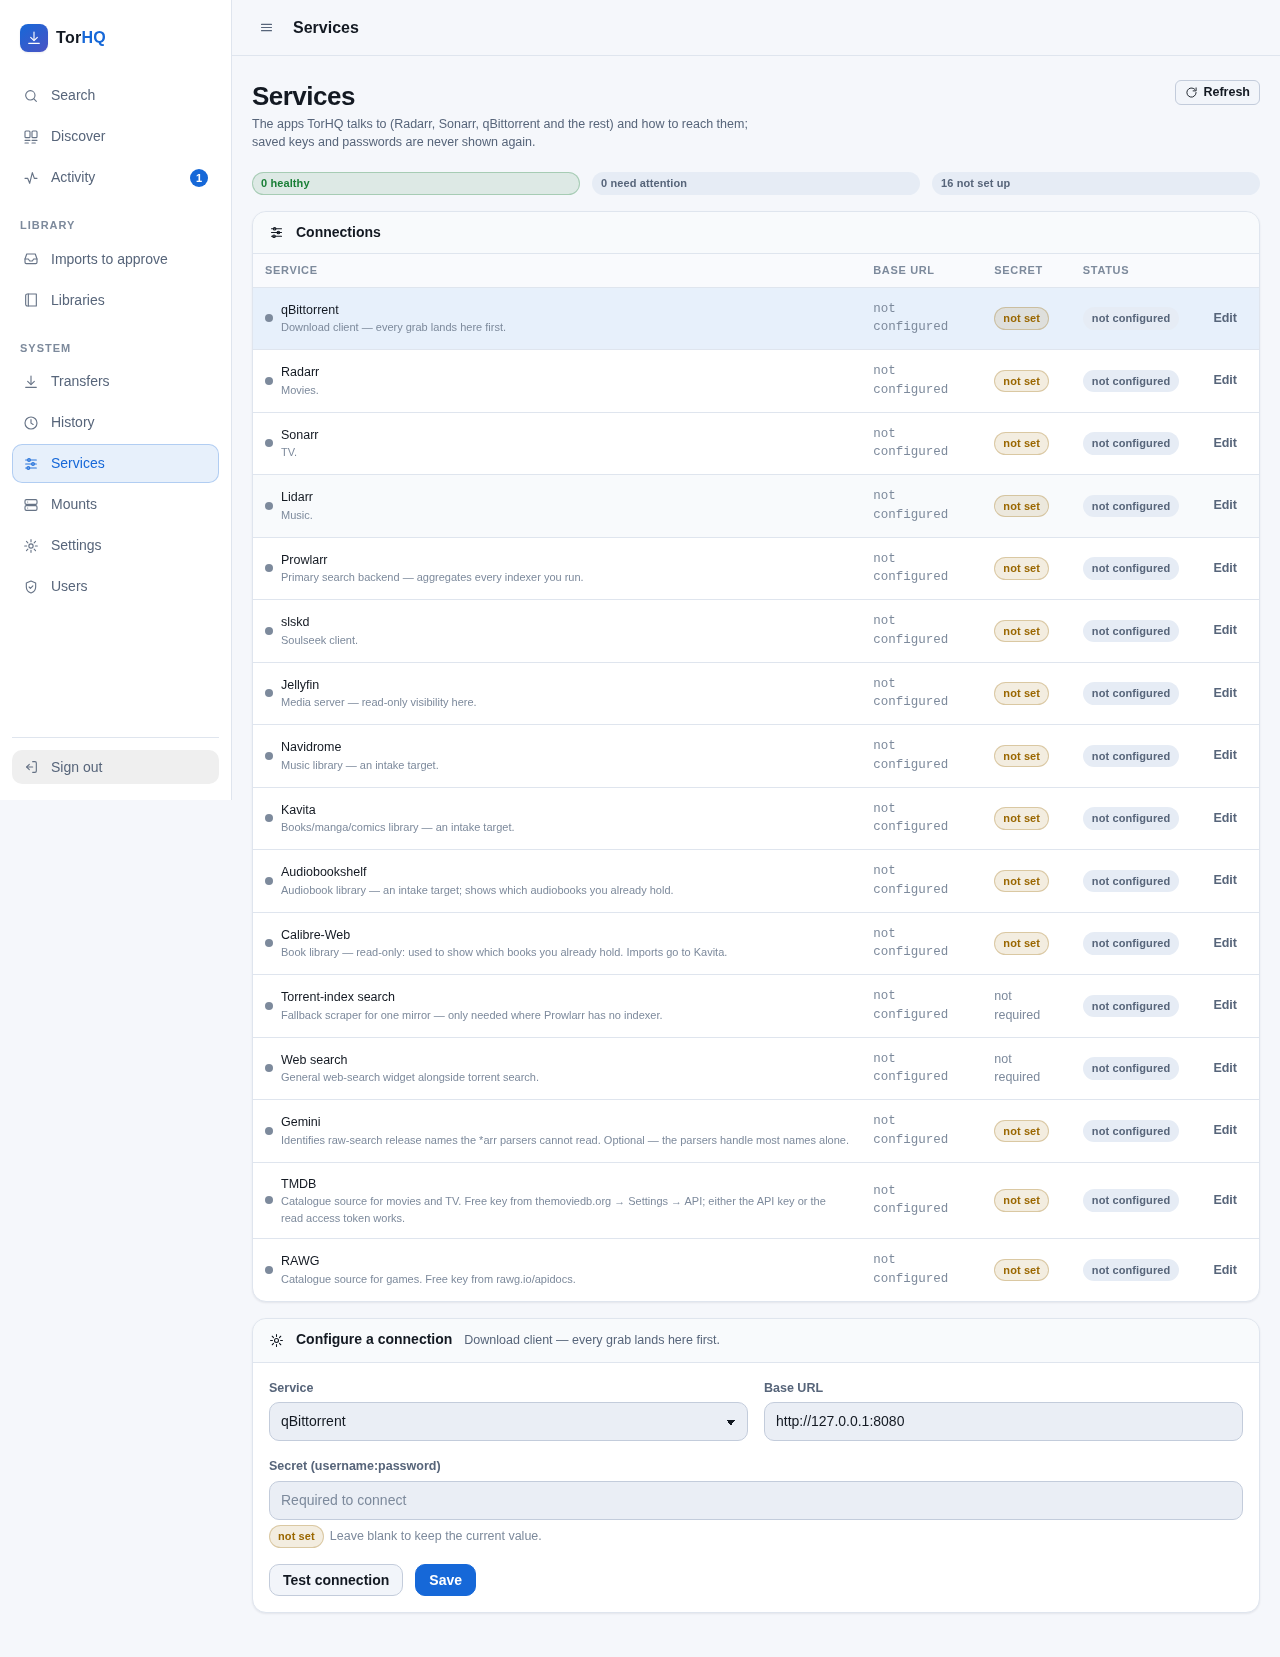 TorHQ
Services
Search
Discover
Activity
1
LIBRARY
Imports to approve
Libraries
SYSTEM
Transfers
History
Services
Mounts
Settings
Users
Sign out
Services
Refresh
The apps TorHQ talks to (Radarr, Sonarr, qBittorrent and the rest) and how to reach them;
saved keys and passwords are never shown again.
0 healthy
0 need attention
16 not set up
Connections
SERVICE BASE URL SECRET STATUS
qBittorrent
Download client — every grab lands here first.
not
configured
not set
not configured
Edit
Radarr
Movies.
not
configured
not set
not configured
Edit
Sonarr
TV.
not
configured
not set
not configured
Edit
Lidarr
Music.
not
configured
not set
not configured
Edit
Prowlarr
Primary search backend — aggregates every indexer you run.
not
configured
not set
not configured
Edit
slskd
Soulseek client.
not
configured
not set
not configured
Edit
Jellyfin
Media server — read-only visibility here.
not
configured
not set
not configured
Edit
Navidrome
Music library — an intake target.
not
configured
not set
not configured
Edit
Kavita
Books/manga/comics library — an intake target.
not
configured
not set
not configured
Edit
Audiobookshelf
Audiobook library — an intake target; shows which audiobooks you already hold.
not
configured
not set
not configured
Edit
Calibre-Web
Book library — read-only: used to show which books you already hold. Imports go to Kavita.
not
configured
not set
not configured
Edit
Torrent-index search
Fallback scraper for one mirror — only needed where Prowlarr has no indexer.
not
configured
not
required
not configured
Edit
Web search
General web-search widget alongside torrent search.
not
configured
not
required
not configured
Edit
Gemini
Identifies raw-search release names the *arr parsers cannot read. Optional — the parsers handle most names alone.
not
configured
not set
not configured
Edit
TMDB
Catalogue source for movies and TV. Free key from themoviedb.org → Settings → API; either the API key or the
read access token works.
not
configured
not set
not configured
Edit
RAWG
Catalogue source for games. Free key from rawg.io/apidocs.
not
configured
not set
not configured
Edit
Configure a connection Download client — every grab lands here first.
Service
qBittorrent
Base URL
http://127.0.0.1:8080
Secret (username:password)
Required to connect
not set Leave blank to keep the current value.
Test connection
Save